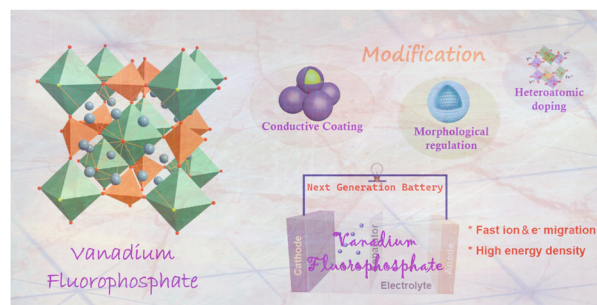 Modification
Conductive Coating
Morphological
regulation
Heteroatomic
doping
Vanadium
Fluorophosphate
Next Generation Battery
Cathode
Separator
Anode
Vanadium
Fluorophosphate
Electrolyte
* Fast ion & e- migration
* High energy density